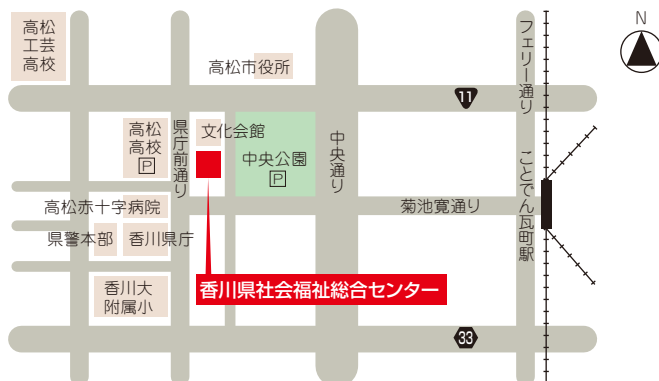 高松
工芸
高校
高松市役所
フェリー通り
N
11
高松
高校
P
県庁前通り
文化会館
中央公園
P
中央通り
高松赤十字病院
菊池寛通り
ことでん瓦町駅
県警本部
香川県庁
香川大
附属小
香川県社会福祉総合センター
33